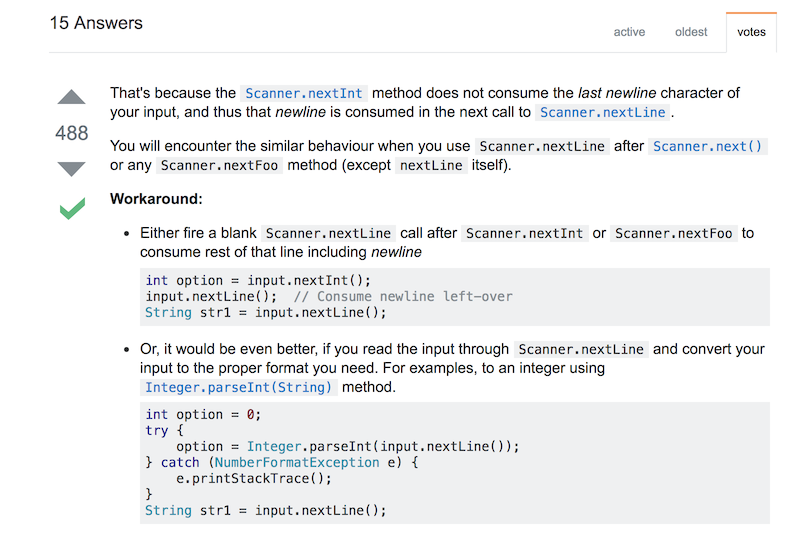 15 Answers
active oldest votes
That's because the Scanner.nextInt method does not consume the last newline character of
your input, and thus that newline is consumed in the next call to Scanner.nextLine.
488
You will encounter the similar behaviour when you use Scanner.nextLine after Scanner.next()
or any Scanner.nextFoo method (except nextLine itself).
Workaround:
• Either fire a blank Scanner.nextLine call after Scanner.nextInt or Scanner.nextFoo to
consume rest of that line including newline
int option = input.nextInt();
input.nextLine();  // Consume newline left-over
String str1 = input.nextLine();
• Or, it would be even better, if you read the input through Scanner.nextLine and convert your
input to the proper format you need. For examples, to an integer using
Integer.parseInt(String) method.
int option = 0;
try {
    option = Integer.parseInt(input.nextLine());
} catch (NumberFormatException e) {
    e.printStackTrace();
}
String str1 = input.nextLine();